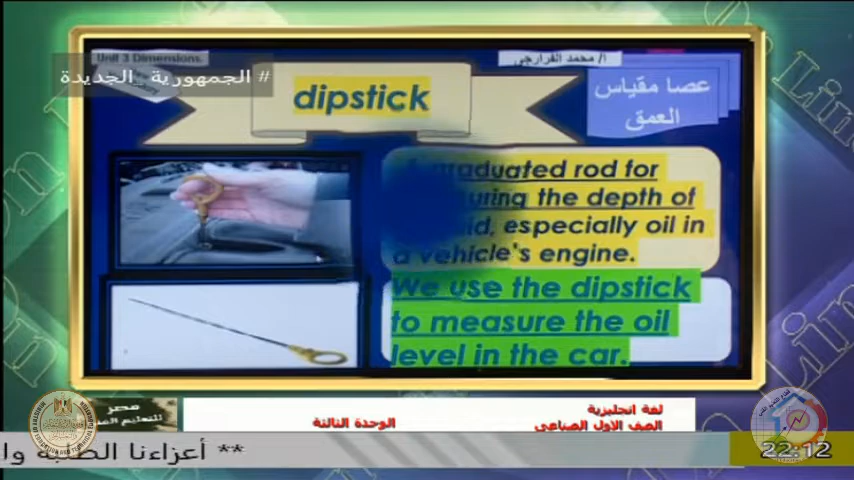 Unit 3 Dimensions.
أ/ محمد الفرارجي
# الجمهورية الجديدة
dipstick
عصا مقياس
العمق
graduated rod for
the depth of
especially oil in
a vehicle's engine.
We use the dipstick
to measure the oil
level in the car.
مصر
لغة انجليزية
الصف الاول الصناعي
الوحدة الثالثة
** أعزاءنا الطلبة
22:12